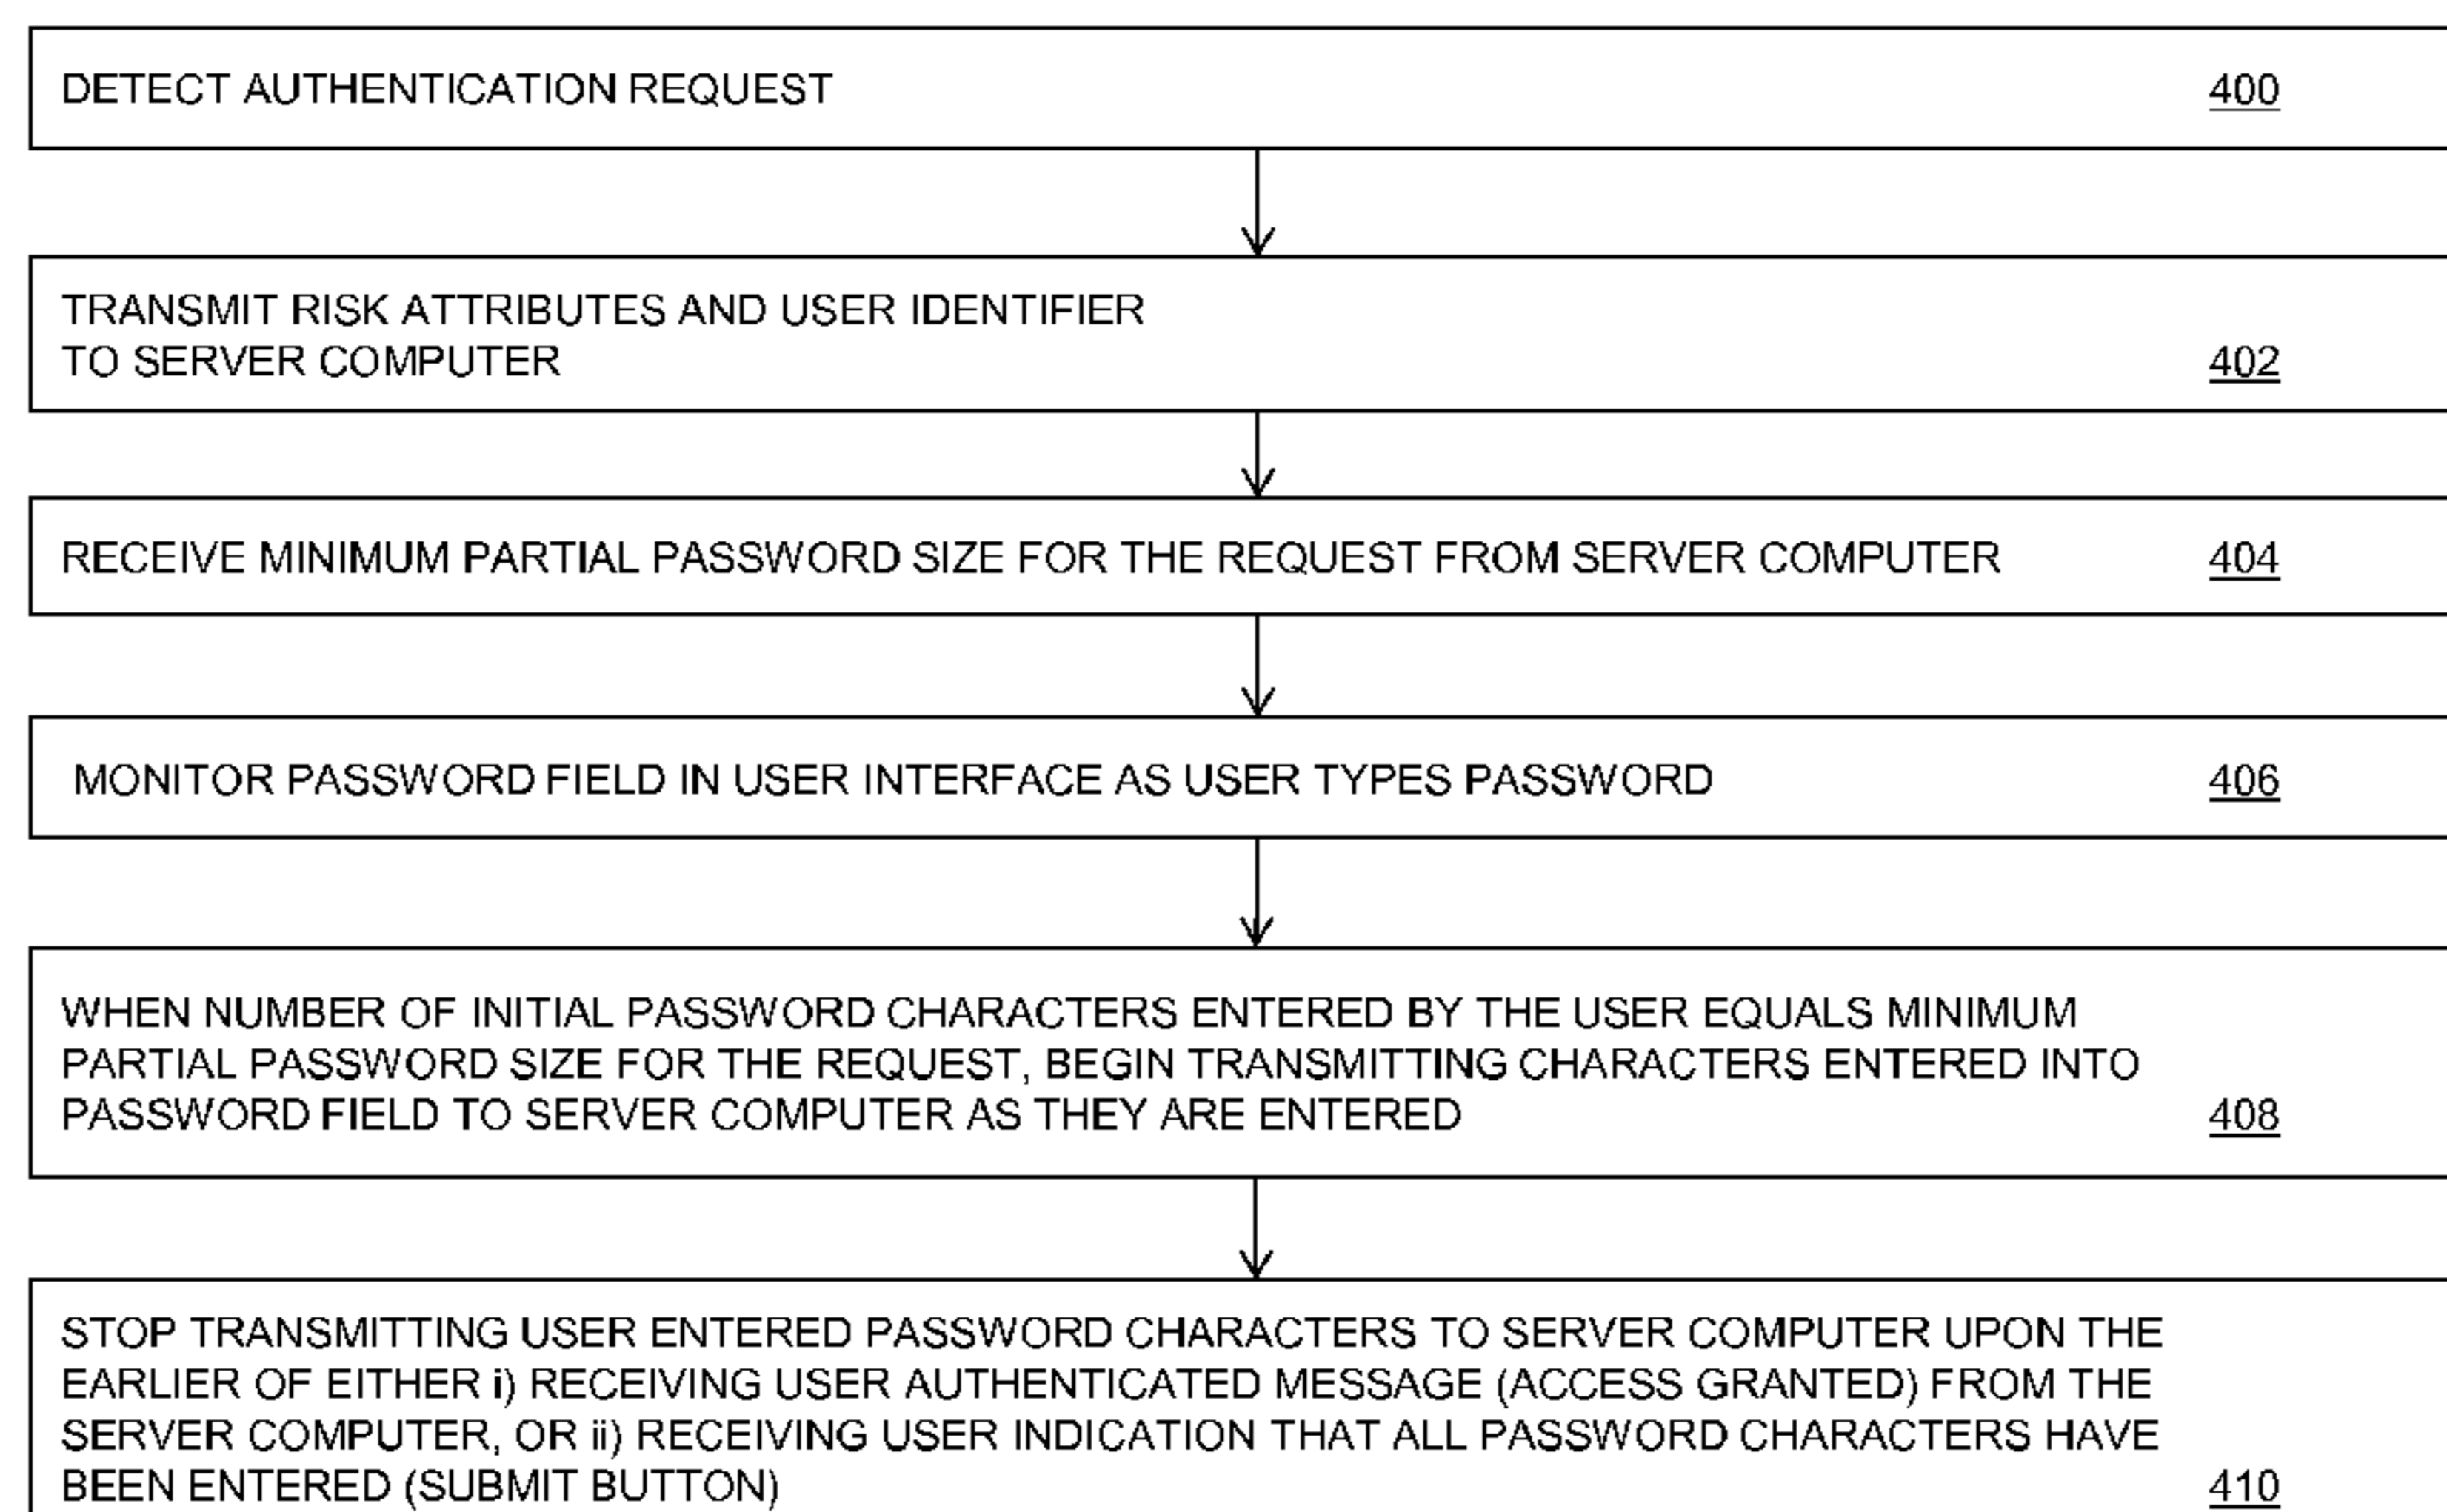 DETECT AUTHENTICATION REQUEST 400
TRANSMIT RISK ATTRIBUTES AND USER IDENTIFIER
TO SERVER COMPUTER 402
RECEIVE MINIMUM PARTIAL PASSWORD SIZE FOR THE REQUEST FROM SERVER COMPUTER 404
MONITOR PASSWORD FIELD IN USER INTERFACE AS USER TYPES PASSWORD 406
WHEN NUMBER OF INITIAL PASSWORD CHARACTERS ENTERED BY THE USER EQUALS MINIMUM
PARTIAL PASSWORD SIZE FOR THE REQUEST, BEGIN TRANSMITTING CHARACTERS ENTERED INTO
PASSWORD FIELD TO SERVER COMPUTER AS THEY ARE ENTERED 408
STOP TRANSMITTING USER ENTERED PASSWORD CHARACTERS TO SERVER COMPUTER UPON THE
EARLIER OF EITHER i) RECEIVING USER AUTHENTICATED MESSAGE (ACCESS GRANTED) FROM THE
SERVER COMPUTER, OR ii) RECEIVING USER INDICATION THAT ALL PASSWORD CHARACTERS HAVE
BEEN ENTERED (SUBMIT BUTTON) 410